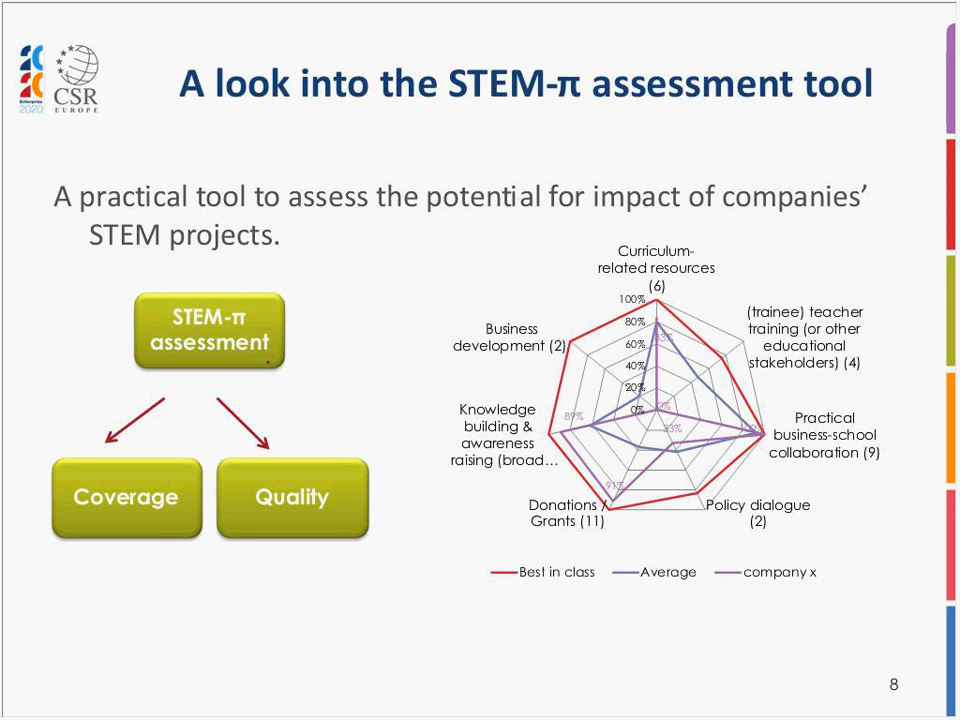 20
20
Enterprise
2020
CSR
EUROPE
A look into the STEM-π assessment tool
A practical tool to assess the potential for impact of companies’
STEM projects.
STEM-π
assessment
Coverage
Quality
Curriculum-
related resources
(6)
(trainee) teacher
training (or other
educational
stakeholders) (4)
Practical
business-school
collaboration (9)
Policy dialogue
(2)
Donations /
Grants (11)
Knowledge
building &
awareness
raising (broad…
Business
development (2)
100%
80%
60%
40%
20%
0%
0%
33%
91%
89%
Best in class
Average
company x
8